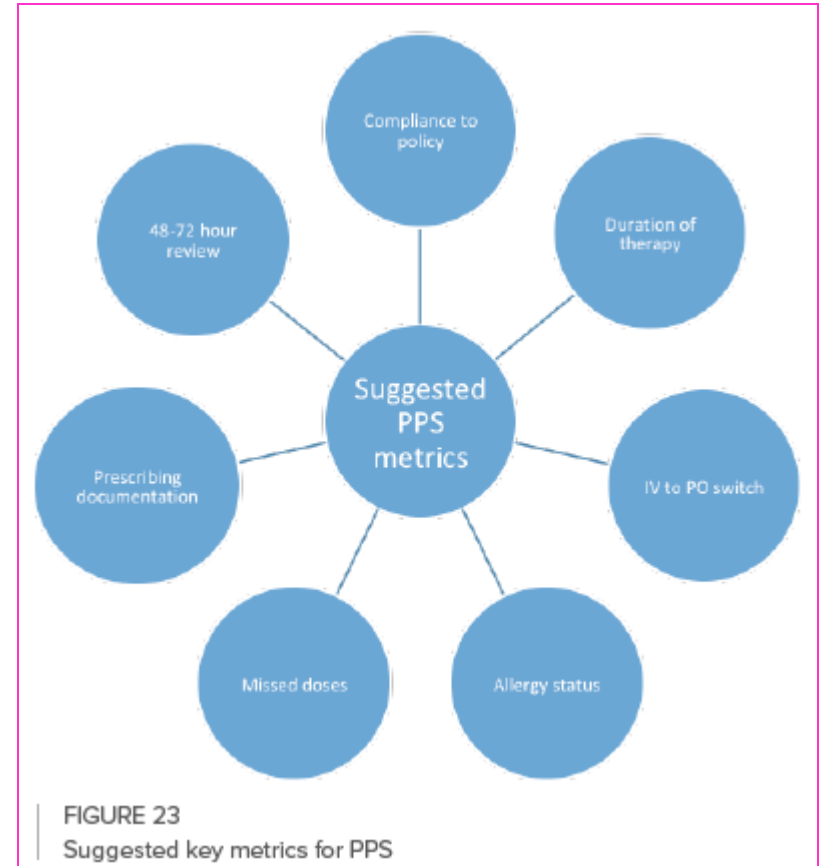 Compliance to
policy
48-72 hour
review
Duration of
therapy
Suggested
PPS
metrics
Prescribing
documentation
IV to PO switch
Missed doses
Allergy status
FIGURE 23
Suggested key metrics for PPS